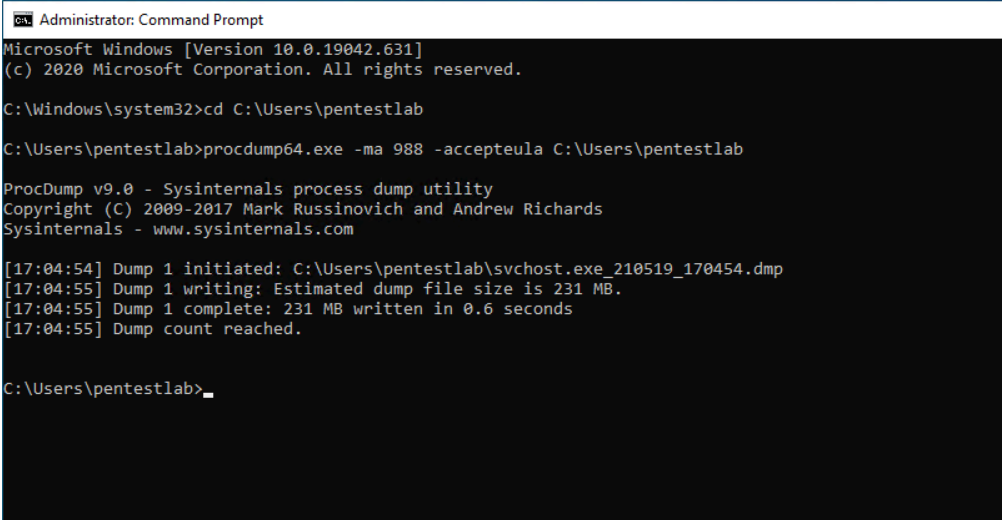 Administrator: Command Prompt
Microsoft Windows [Version 10.0.19042.631]
(c) 2020 Microsoft Corporation. All rights reserved.
C:\Windows\system32>cd C:\Users\pentestlab
C:\Users\pentestlab>procdump64.exe -ma 988 -accepteula C:\Users\pentestlab
ProcDump v9.0 - Sysinternals process dump utility
Copyright (C) 2009-2017 Mark Russinovich and Andrew Richards
Sysinternals - www.sysinternals.com
[17:04:54] Dump 1 initiated: C:\Users\pentestlab\svchost.exe_210519_170454.dmp
[17:04:55] Dump 1 writing: Estimated dump file size is 231 MB.
[17:04:55] Dump 1 complete: 231 MB written in 0.6 seconds
[17:04:55] Dump count reached.
C:\Users\pentestlab>